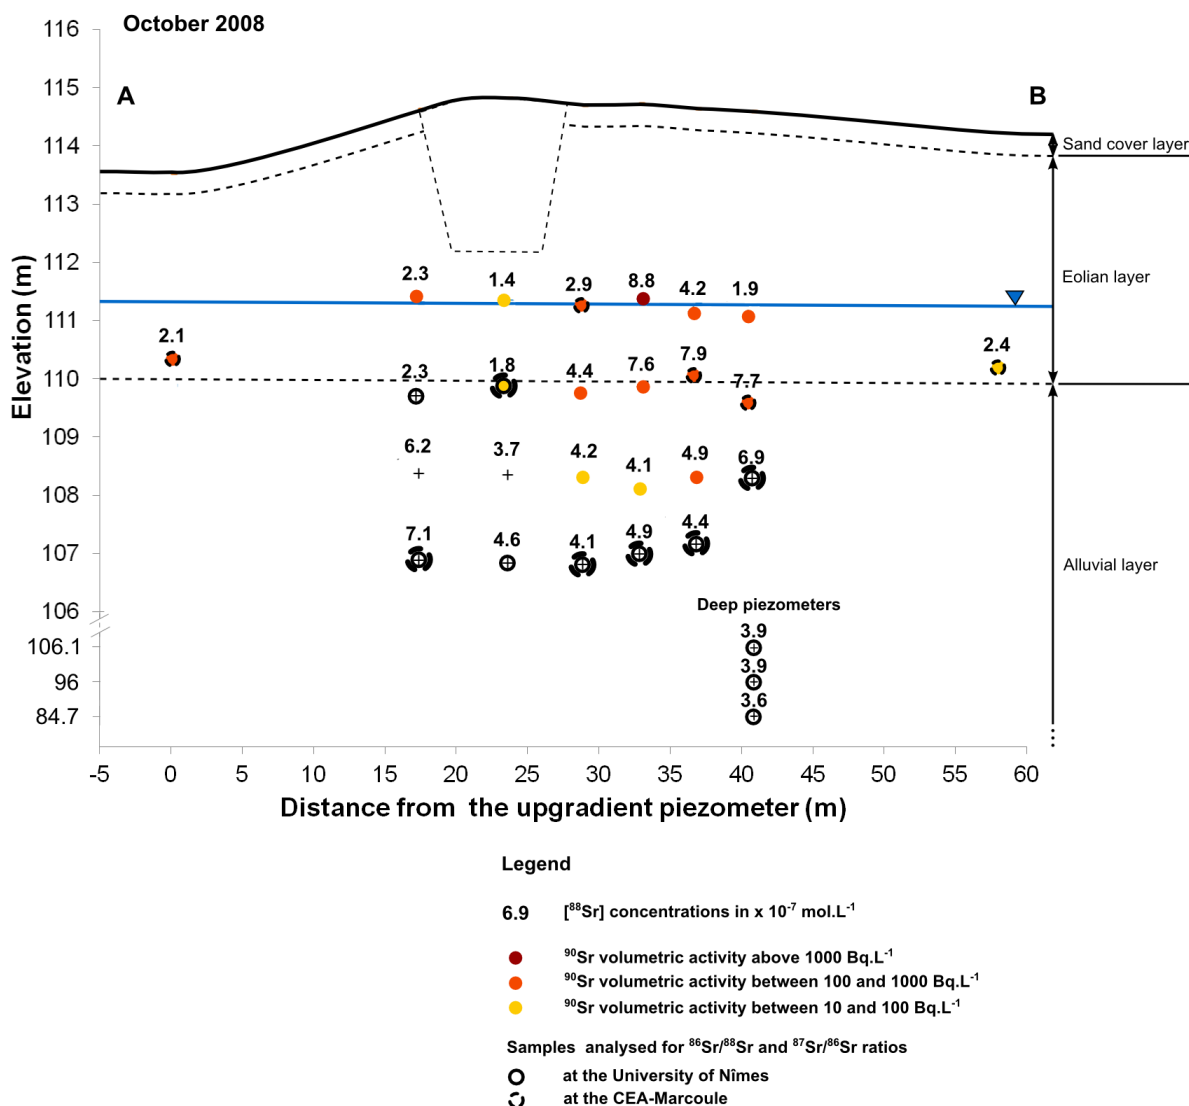 October 2008
116
115
114
113
112
111
110
109
108
107
106
106.1
96
84.7
Elevation (m)
A
B
Sand cover layer
Eolian layer
Alluvial layer
2.3
1.4
2.9
8.8
4.2
1.9
2.1
2.4
2.3
1.8
4.4
7.6
7.9
7.7
6.2
3.7
4.2
4.1
4.9
6.9
7.1
4.6
4.1
4.9
4.4
Deep piezometers
3.9
3.9
3.6
-5 0 5 10 15 20 25 30 35 40 45 50 55 60
Distance from the upgradient piezometer (m)
Legend
6.9 [⁸⁸Sr] concentrations in x 10⁻⁷ mol.L⁻¹
⁹⁰Sr volumetric activity above 1000 Bq.L⁻¹
⁹⁰Sr volumetric activity between 100 and 1000 Bq.L⁻¹
⁹⁰Sr volumetric activity between 10 and 100 Bq.L⁻¹
Samples analysed for ⁸⁶Sr/⁸⁸Sr and ⁸⁷Sr/⁸⁶Sr ratios
at the University of Nîmes
at the CEA-Marcoule